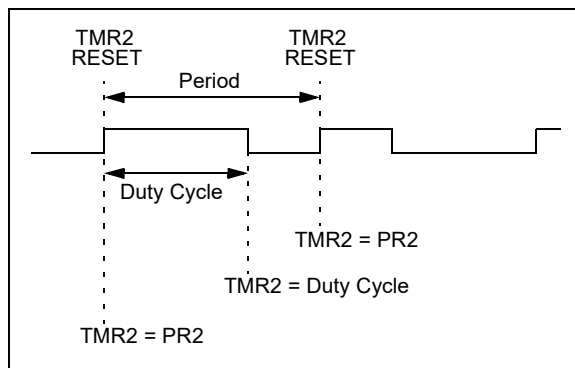 TMR2
RESET
TMR2
RESET
Period
Duty Cycle
TMR2 = PR2
TMR2 = Duty Cycle
TMR2 = PR2